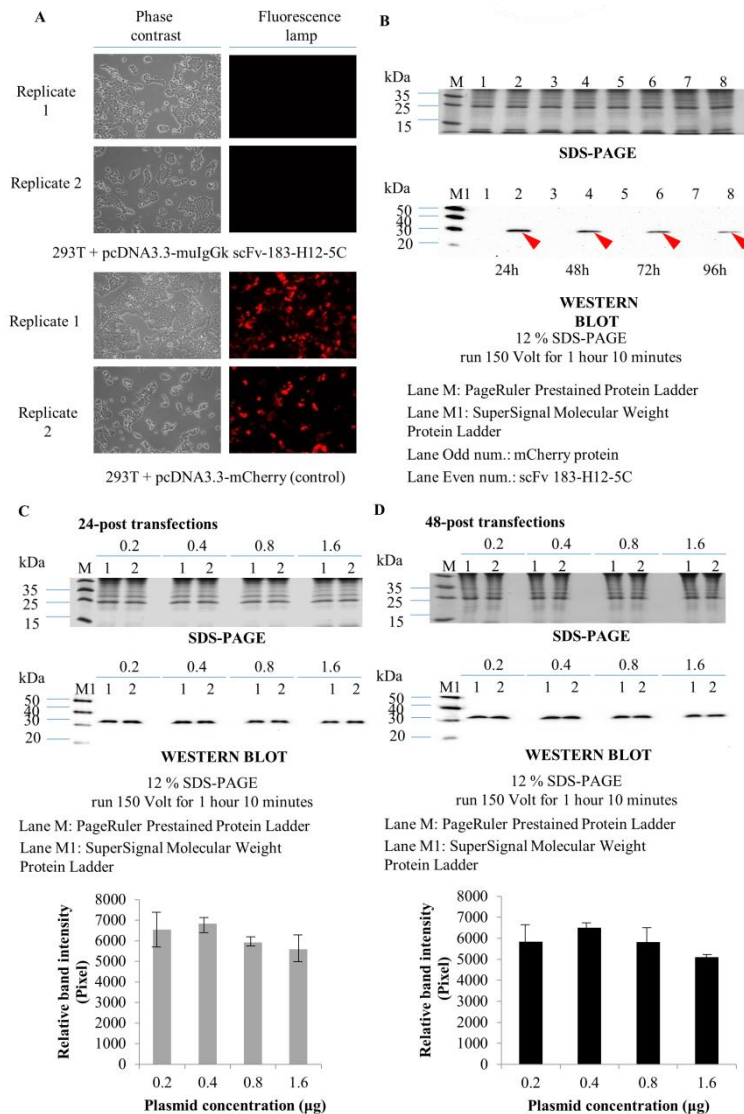 A
Phase contrast
Fluorescence lamp
Replicate 1
Replicate 2
293T + pcDNA3.3-muIgGk scFv-183-H12-5C
Replicate 1
Replicate 2
293T + pcDNA3.3-mCherry (control)
B
kDa M 1 2 3 4 5 6 7 8
35
25
15
SDS-PAGE
kDa M1 1 2 3 4 5 6 7 8
50
40
30
20
24h 48h 72h 96h
WESTERN
BLOT
12 % SDS-PAGE
run 150 Volt for 1 hour 10 minutes
Lane M: PageRuler Prestained Protein Ladder
Lane M1: SuperSignal Molecular Weight
Protein Ladder
Lane Odd num.: mCherry protein
Lane Even num.: scFv 183-H12-5C
C
24-post transfections
0.2 0.4 0.8 1.6
kDa M 1 2 1 2 1 2 1 2
35
25
15
SDS-PAGE
kDa
0.2 0.4 0.8 1.6
M1 1 2 1 2 1 2 1 2
50
40
30
20
WESTERN BLOT
12 % SDS-PAGE
run 150 Volt for 1 hour 10 minutes
Lane M: PageRuler Prestained Protein Ladder
Lane M1: SuperSignal Molecular Weight
Protein Ladder
Relative band intensity
(Pixel)
8000
7000
6000
5000
4000
3000
2000
1000
0
0.2 0.4 0.8 1.6
Plasmid concentration (µg)
D
48-post transfections
0.2 0.4 0.8 1.6
kDa M 1 2 1 2 1 2 1 2
35
25
15
SDS-PAGE
kDa
0.2 0.4 0.8 1.6
M1 1 2 1 2 1 2 1 2
50
40
30
20
WESTERN BLOT
12 % SDS-PAGE
run 150 Volt for 1 hour 10 minutes
Lane M: PageRuler Prestained Protein Ladder
Lane M1: SuperSignal Molecular Weight
Protein Ladder
Relative band intensity
(Pixel)
8000
7000
6000
5000
4000
3000
2000
1000
0
0.2 0.4 0.8 1.6
Plasmid concentration (µg)